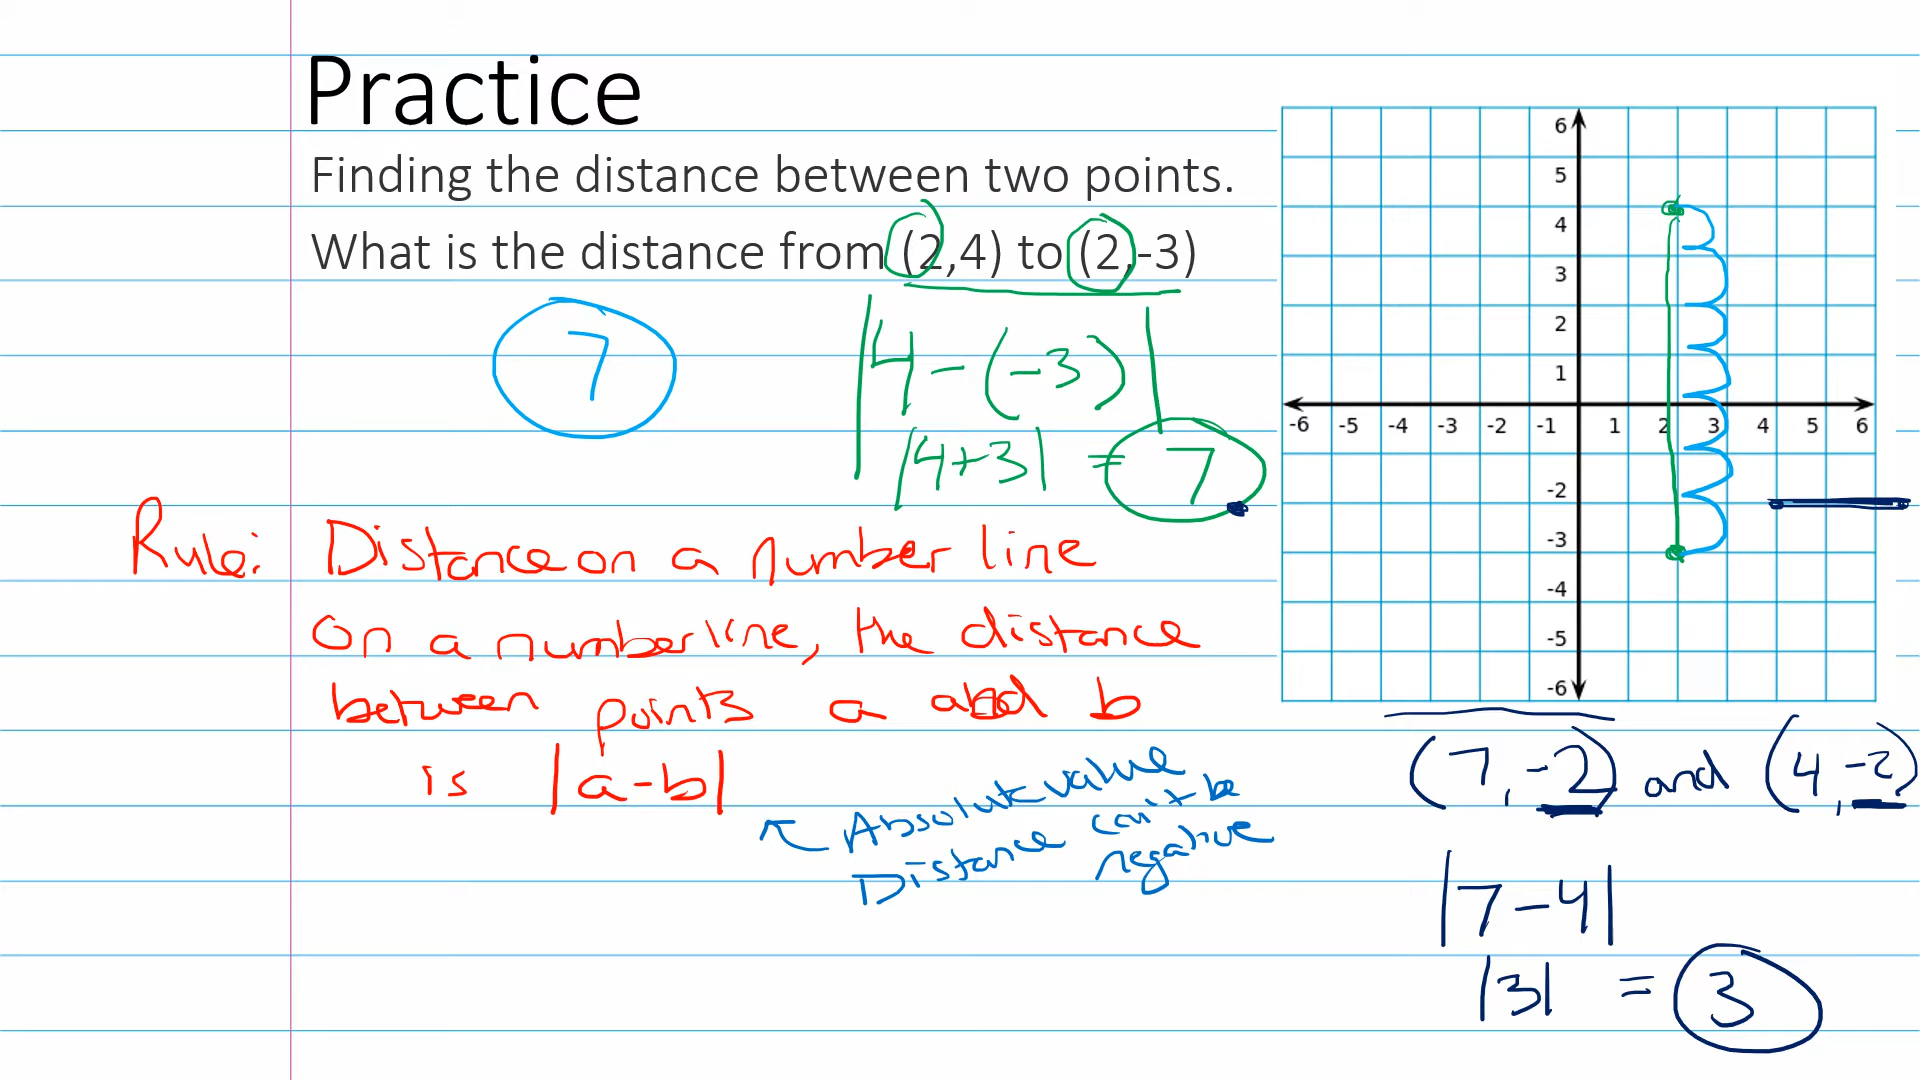 Practice
Finding the distance between two points.
What is the distance from (2,4) to (2,-3)
7
|4-(-3)|
|4+3| = 7
Rule: Distance on a number line
On a number line, the distance
between points a and b
is |a-b|
Absolute value
Distance can't be
negative
6
5
4
3
2
1
-6 -5 -4 -3 -2 -1 1 2 3 4 5 6
-2
-3
-4
-5
-6
(7,-2) and (4,-2)
|7-4|
|3| = 3